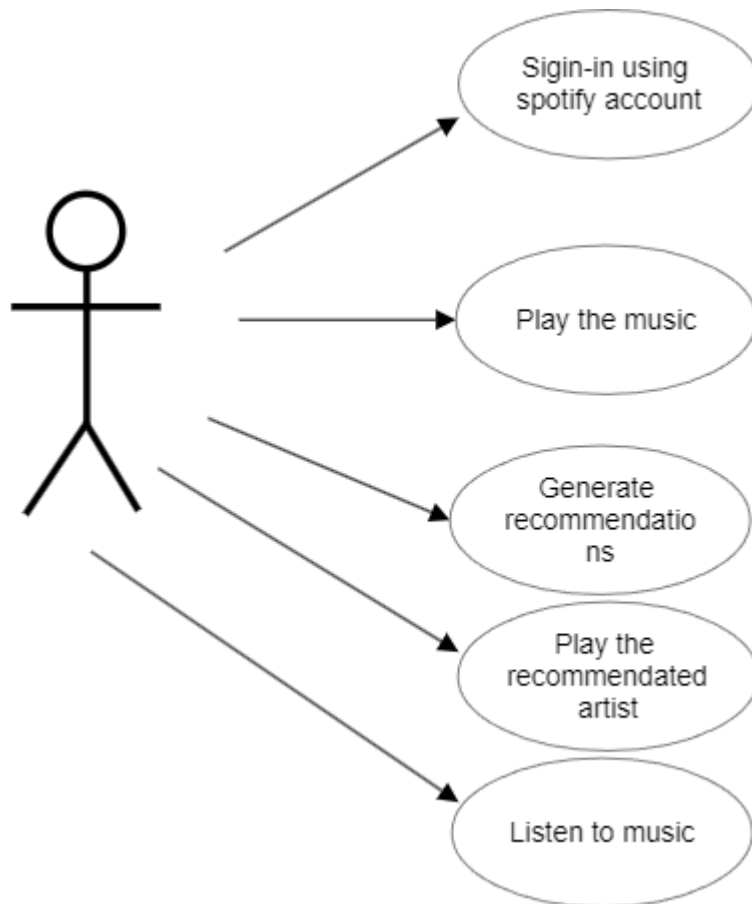 Sigin-in using
spotify account
Play the music
Generate
recommendatio
ns
Play the
recommendated
artist
Listen to music